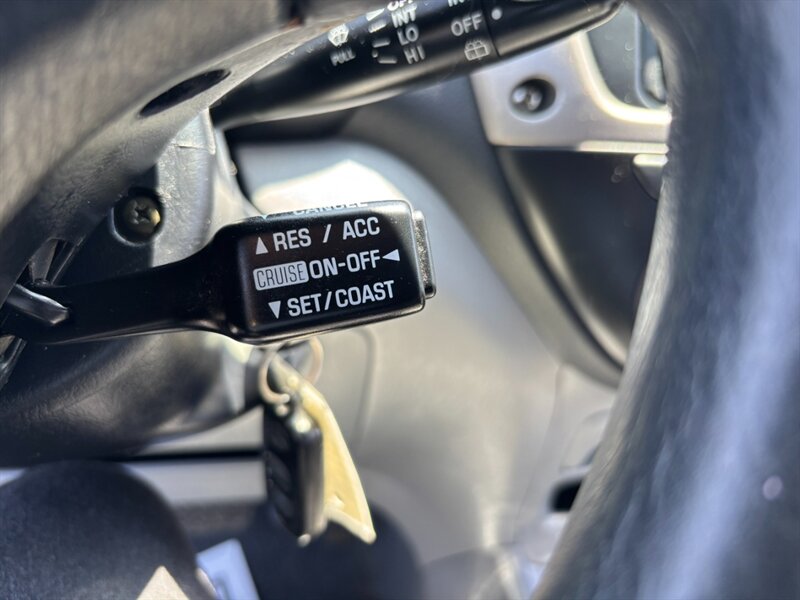 INT
LO
HI
PULL
OFF
CANCEL
▲ RES / ACC
CRUISE ON-OFF ◄
▼ SET/COAST